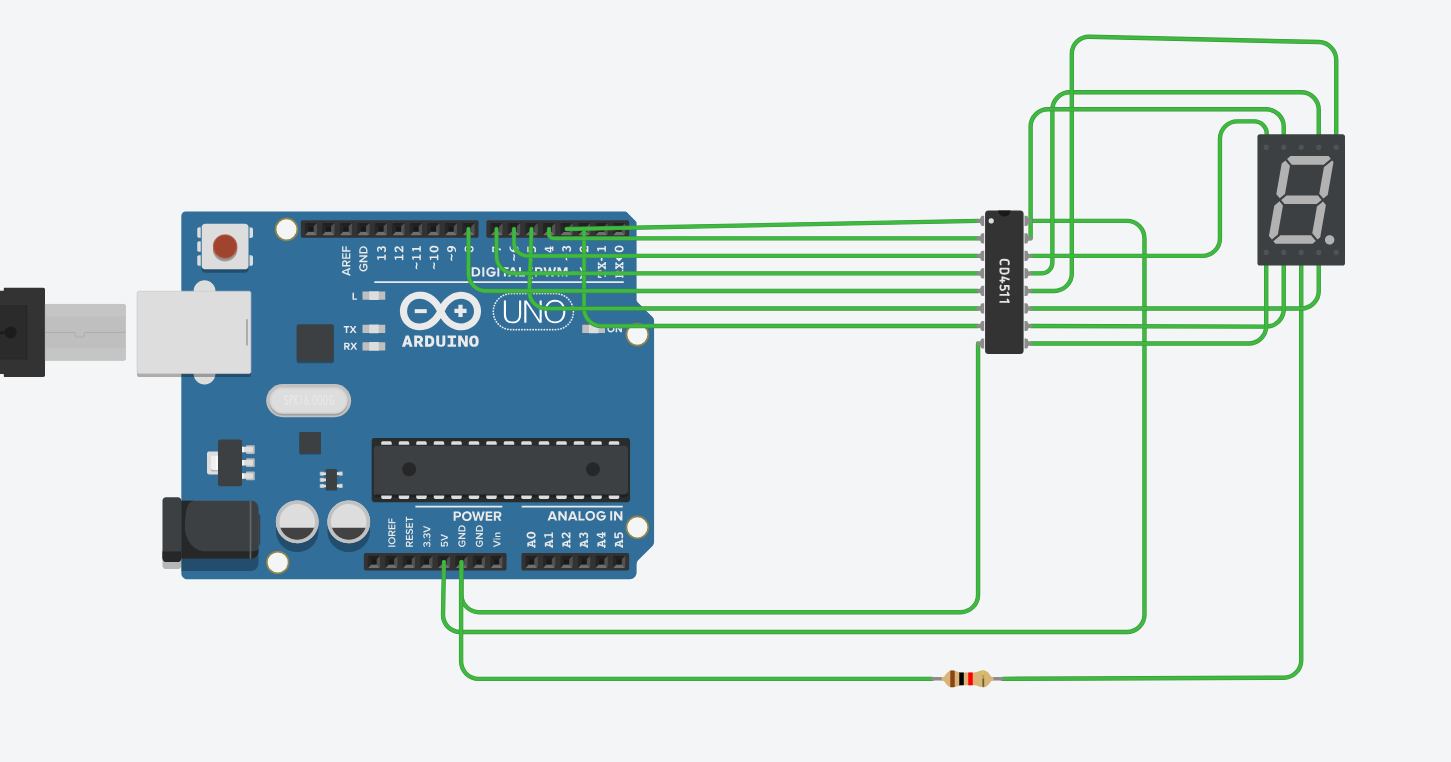 AREF
GND
13
12
~11
~10
~9
8
7
~6
5
4
~3
2
TX→1
RX←0
DIGITAL (PWM ~)
L
TX
RX
UNO
ON
ARDUINO
CD4511
SPK16.000G
POWER
ANALOG IN
IOREF
RESET
3.3V
5V
GND
GND
Vin
A0
A1
A2
A3
A4
A5